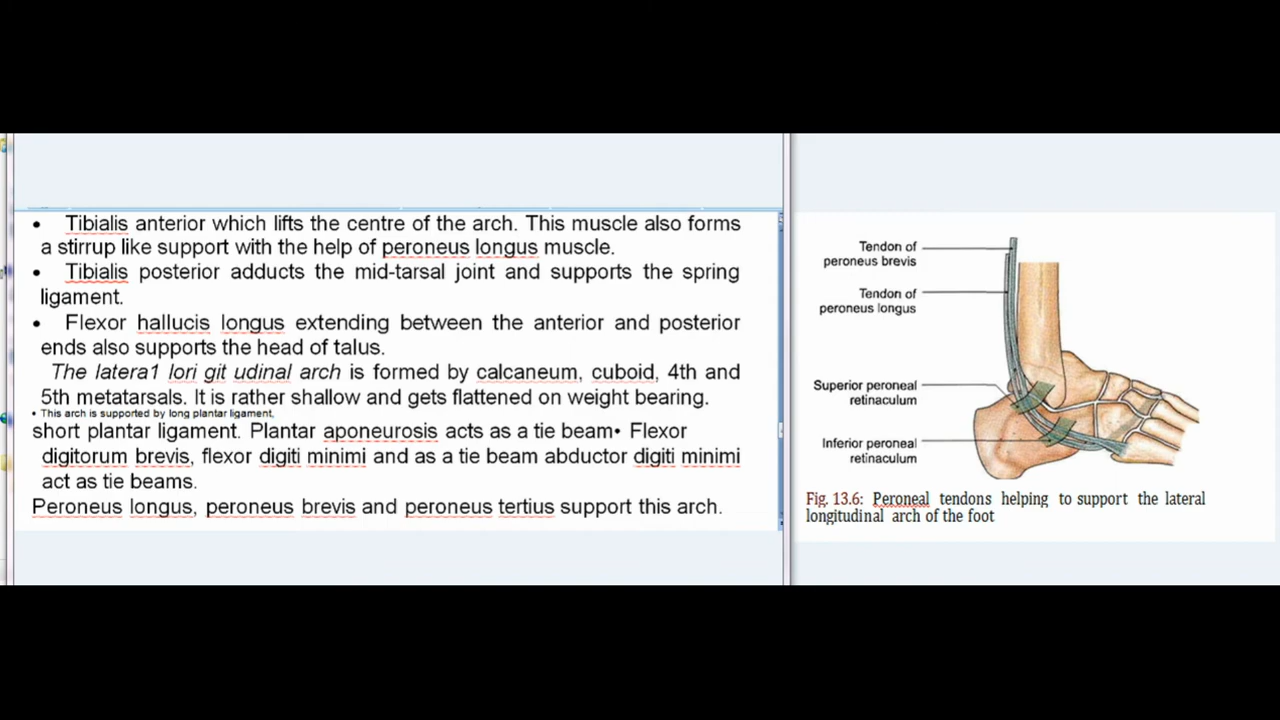 • Tibialis anterior which lifts the centre of the arch. This muscle also forms
a stirrup like support with the help of peroneus longus muscle.
• Tibialis posterior adducts the mid-tarsal joint and supports the spring
ligament.
• Flexor hallucis longus extending between the anterior and posterior
ends also supports the head of talus.
The latera1 lori git udinal arch is formed by calcaneum, cuboid, 4th and
5th metatarsals. It is rather shallow and gets flattened on weight bearing.
• This arch is supported by long plantar ligament,
short plantar ligament. Plantar aponeurosis acts as a tie beam• Flexor
digitorum brevis, flexor digiti minimi and as a tie beam abductor digiti minimi
act as tie beams.
Peroneus longus, peroneus brevis and peroneus tertius support this arch.
Tendon of
peroneus brevis
Tendon of
peroneus longus
Superior peroneal
retinaculum
Inferior peroneal
retinaculum
Fig. 13.6: Peroneal tendons helping to support the lateral
longitudinal arch of the foot